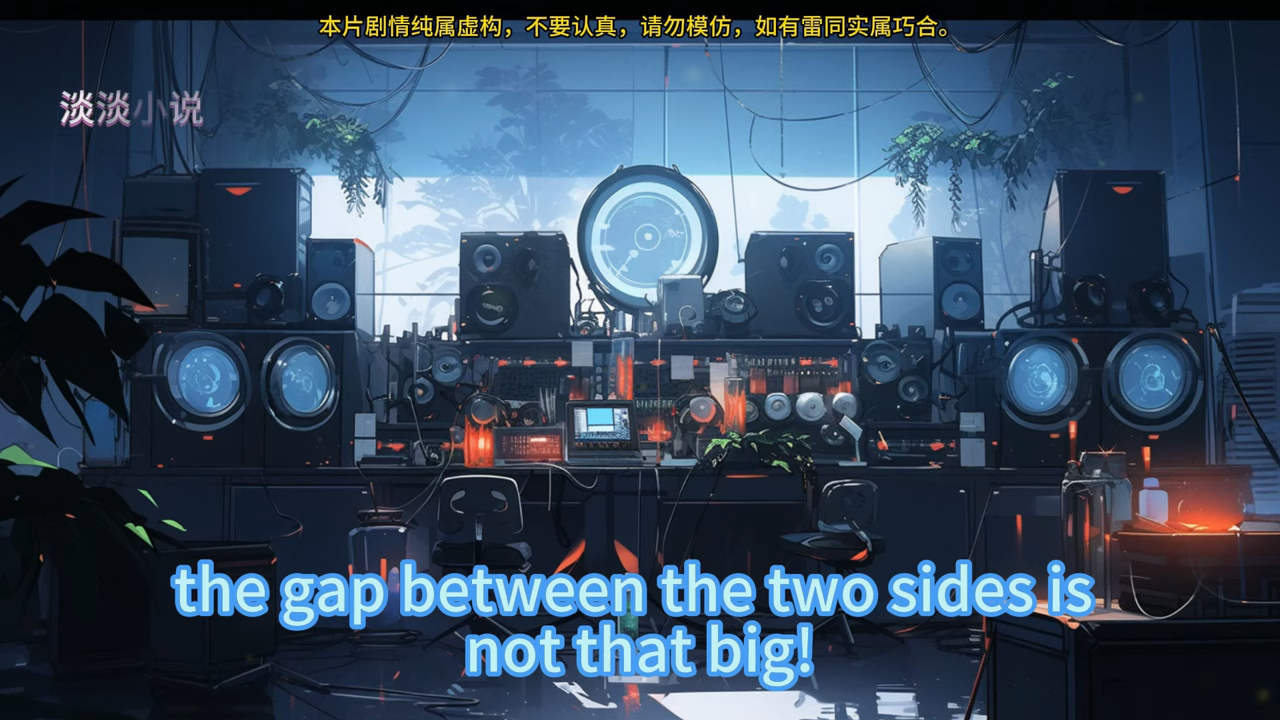 本片剧情纯属虚构，不要认真，请勿模仿，如有雷同实属巧合。
淡淡小说
the gap between the two sides is
not that big!